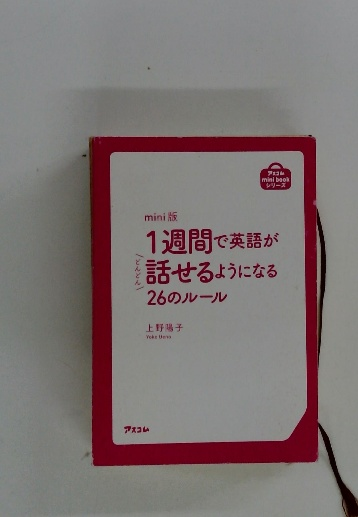 アスコム
mini book
シリーズ
mini版
1週間で英語が
どんどん
話せるようになる
26のルール
上野陽子
Yoko Ueno
アスコム